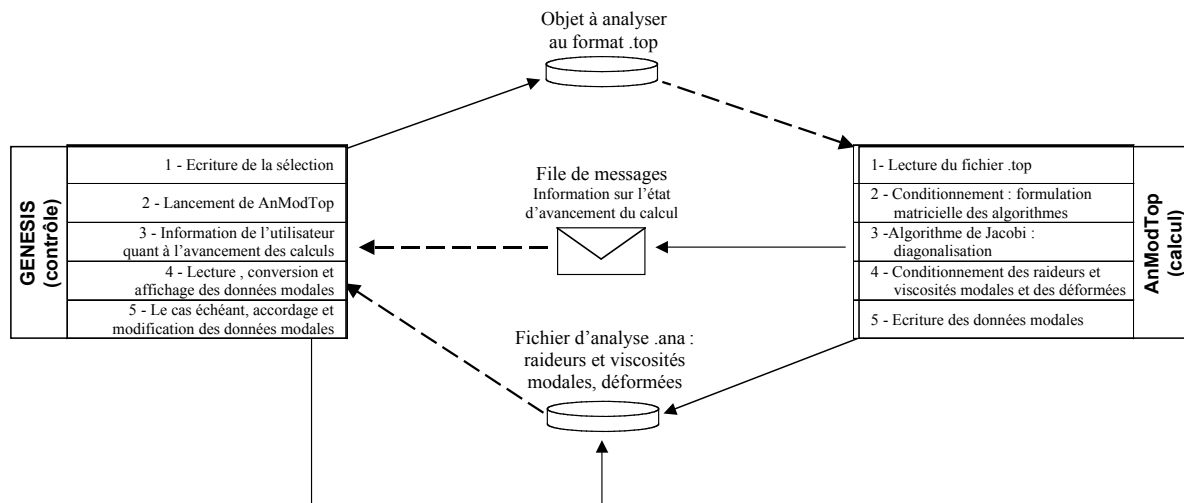 Objet à analyser
au format .top
GENESIS
(contrôle)
1 - Ecriture de la sélection
2 - Lancement de AnModTop
3 - Information de l'utilisateur
quant à l'avancement des calculs
4 - Lecture , conversion et
affichage des données modales
5 - Le cas échéant, accordage et
modification des données modales
File de messages
Information sur l'état
d'avancement du calcul
Fichier d'analyse .ana :
raideurs et viscosités
modales, déformées
1- Lecture du fichier .top
2 - Conditionnement : formulation
matricielle des algorithmes
3 -Algorithme de Jacobi :
diagonalisation
4 - Conditionnement des raideurs et
viscosités modales et des déformées
5 - Ecriture des données modales
AnModTop
(calcul)